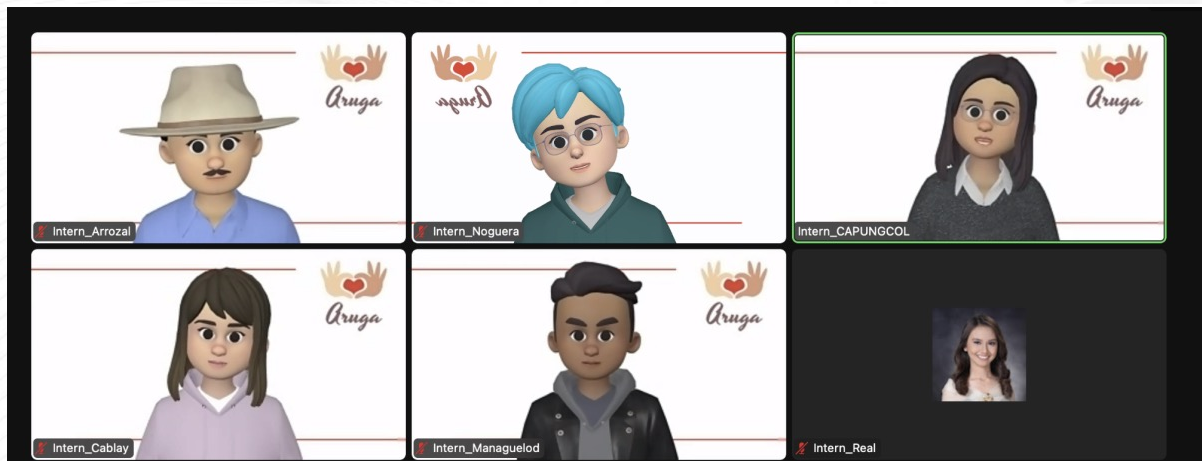 Aruga
Aruga
Aruga
Intern_Arrozal
Intern_Noguera
Intern_CAPUNGCOL
Aruga
Aruga
Intern_Cablay
Intern_Managuelod
Intern_Real